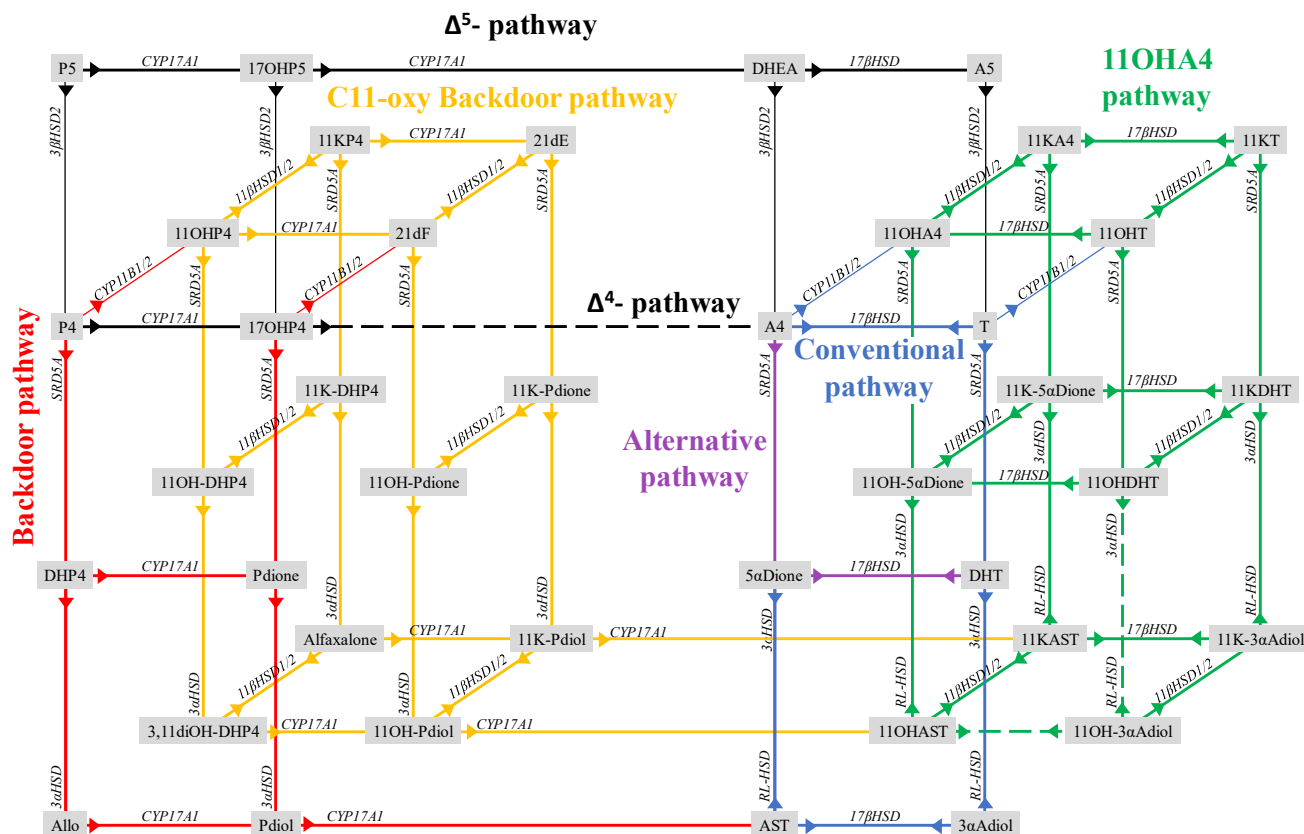 Δ⁵- pathway
P5 CYP17A1 17OHP5 CYP17A1 DHEA 17βHSD A5
11OHA4
pathway
C11-oxy Backdoor pathway
3βHSD2 3βHSD2 3βHSD2 3βHSD2
11KP4 CYP17A1 21dE 11KA4 17βHSD 11KT
11βHSD1/2 11βHSD1/2 11βHSD1/2 11βHSD1/2
SRD5A SRD5A SRD5A SRD5A
11OHP4 CYP17A1 21dF 11OHA4 17βHSD 11OHT
CYP11B1/2 CYP11B1/2 CYP11B1/2 CYP11B1/2
SRD5A SRD5A SRD5A SRD5A
Δ⁴- pathway
P4 CYP17A1 17OHP4 A4 17βHSD T
Backdoor pathway
Conventional
pathway
SRD5A SRD5A SRD5A SRD5A
11K-DHP4 11K-Pdione 11K-5αDione 17βHSD 11KDHT
11βHSD1/2 11βHSD1/2 11βHSD1/2 11βHSD1/2
Alternative
pathway
3αHSD 3αHSD
11OH-DHP4 11OH-Pdione 11OH-5αDione 17βHSD 11OHDHT
3αHSD 3αHSD
DHP4 CYP17A1 Pdione 5αDione 17βHSD DHT
3αHSD 3αHSD 3αHSD 3αHSD RL-HSD RL-HSD
Alfaxalone CYP17A1 11K-Pdiol CYP17A1 11KAST 17βHSD 11K-3αAdiol
11βHSD1/2 11βHSD1/2 11βHSD1/2 11βHSD1/2
3αHSD 3αHSD RL-HSD RL-HSD
3,11diOH-DHP4 CYP17A1 11OH-Pdiol CYP17A1 11OHAST 11OH-3αAdiol
3αHSD 3αHSD RL-HSD RL-HSD
Allo CYP17A1 Pdiol CYP17A1 AST 17βHSD 3αAdiol